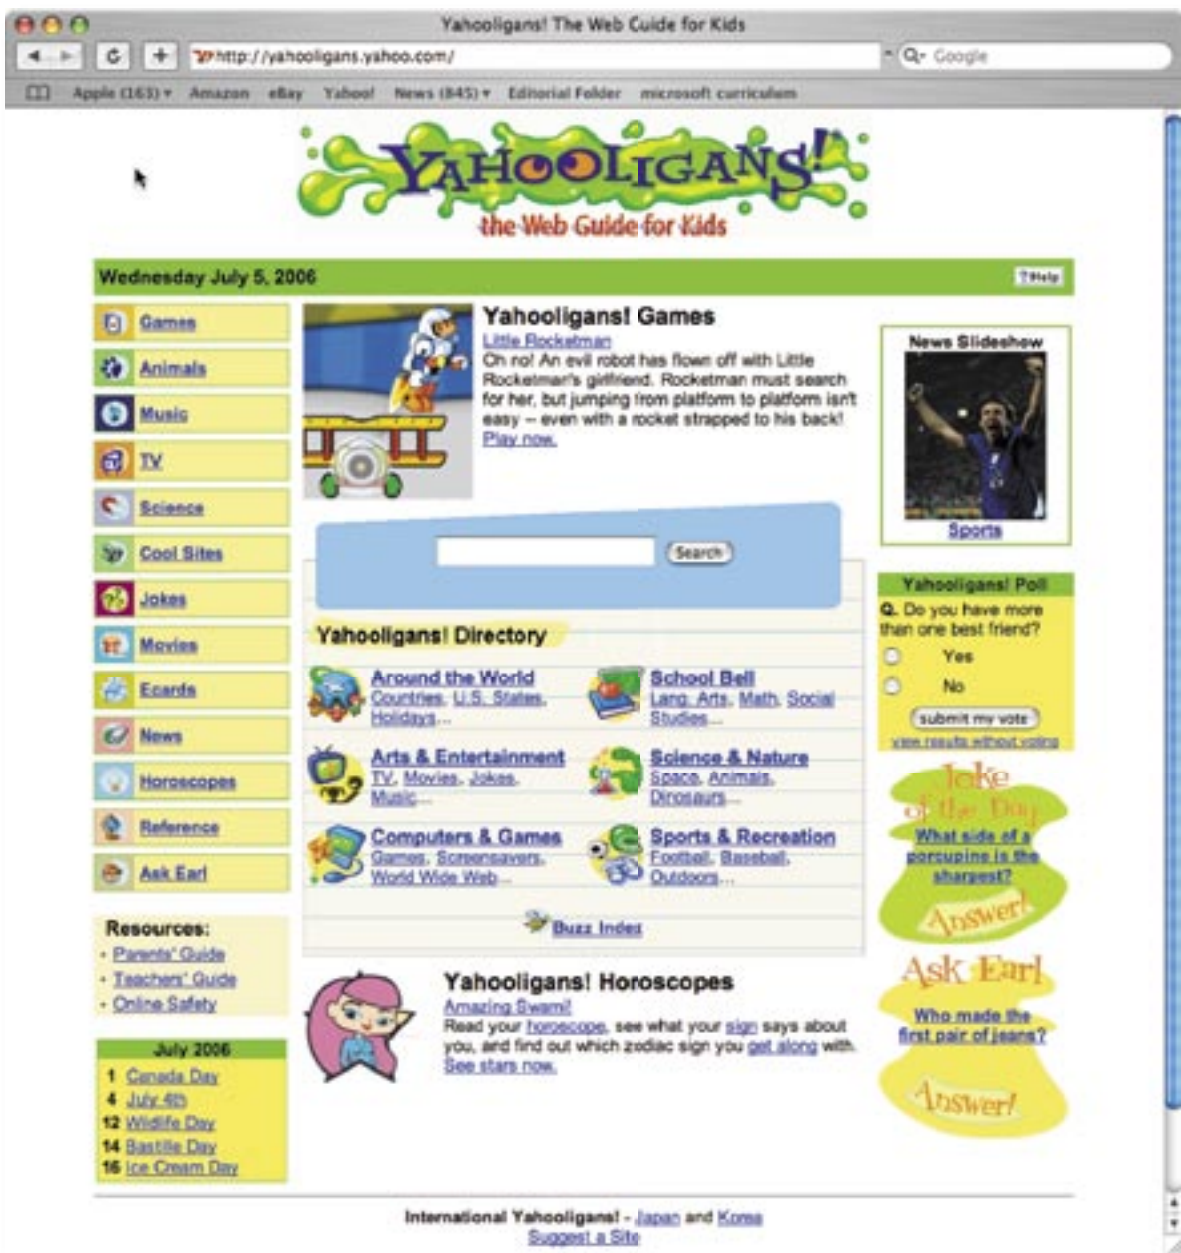 Yahooligans! The Web Guide for Kids
http://yahooligans.yahoo.com/
Google
Apple (163) Amazon eBay Yahoo! News (845) Editorial Folder microsoft curriculum
YAHOOLIGANS!
the Web Guide for Kids
Wednesday July 5, 2006
?Help
Games
Animals
Music
TV
Science
Cool Sites
Jokes
Movies
Ecards
News
Horoscopes
Reference
Ask Earl
Resources:
· Parents' Guide
· Teachers' Guide
· Online Safety
July 2006
1 Canada Day
4 July 4th
12 Wildlife Day
14 Bastille Day
16 Ice Cream Day
Yahooligans! Games
Little Rocketman
Oh no! An evil robot has flown off with Little
Rocketman's girlfriend. Rocketman must search
for her, but jumping from platform to platform isn't
easy -- even with a rocket strapped to his back!
Play now.
Search
Yahooligans! Directory
Around the World
Countries, U.S. States,
Holidays...
School Bell
Lang. Arts, Math, Social
Studies...
Arts & Entertainment
TV, Movies, Jokes,
Music...
Science & Nature
Space, Animals,
Dinosaurs...
Computers & Games
Games, Screensavers,
World Wide Web...
Sports & Recreation
Football, Baseball,
Outdoors...
Buzz Index
Yahooligans! Horoscopes
Amazing Swami!
Read your horoscope, see what your sign says about
you, and find out which zodiac sign you get along with.
See stars now.
News Slideshow
Sports
Yahooligans! Poll
Q. Do you have more
than one best friend?
Yes
No
submit my vote
view results without voting
Joke
of the Day
What side of a
porcupine is the
sharpest?
Answer!
Ask Earl
Who made the
first pair of jeans?
Answer!
International Yahooligans! - Japan and Korea
Suggest a Site